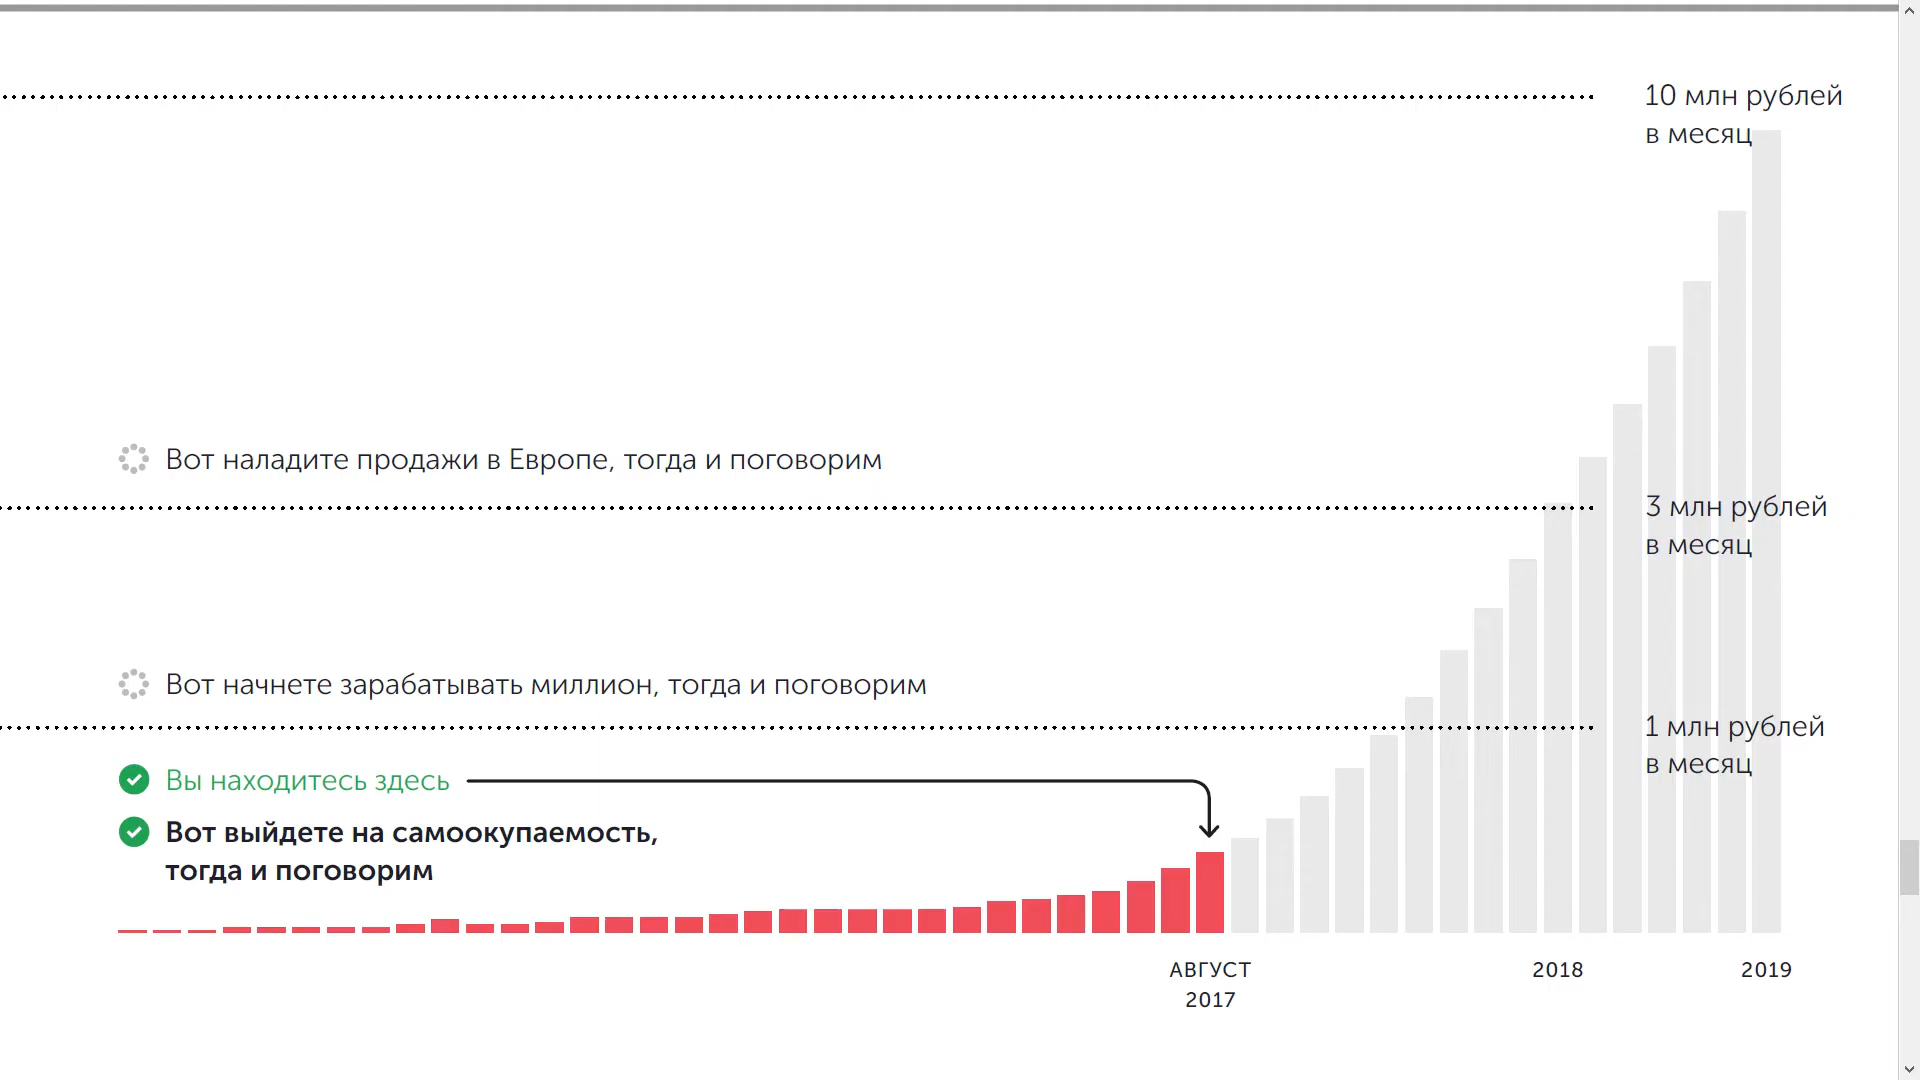 10 млн рублей
в месяц
Вот наладите продажи в Европе, тогда и поговорим
3 млн рублей
в месяц
Вот начнете зарабатывать миллион, тогда и поговорим
1 млн рублей
в месяц
Вы находитесь здесь
Вот выйдете на самоокупаемость,
тогда и поговорим
АВГУСТ
2017
2018
2019